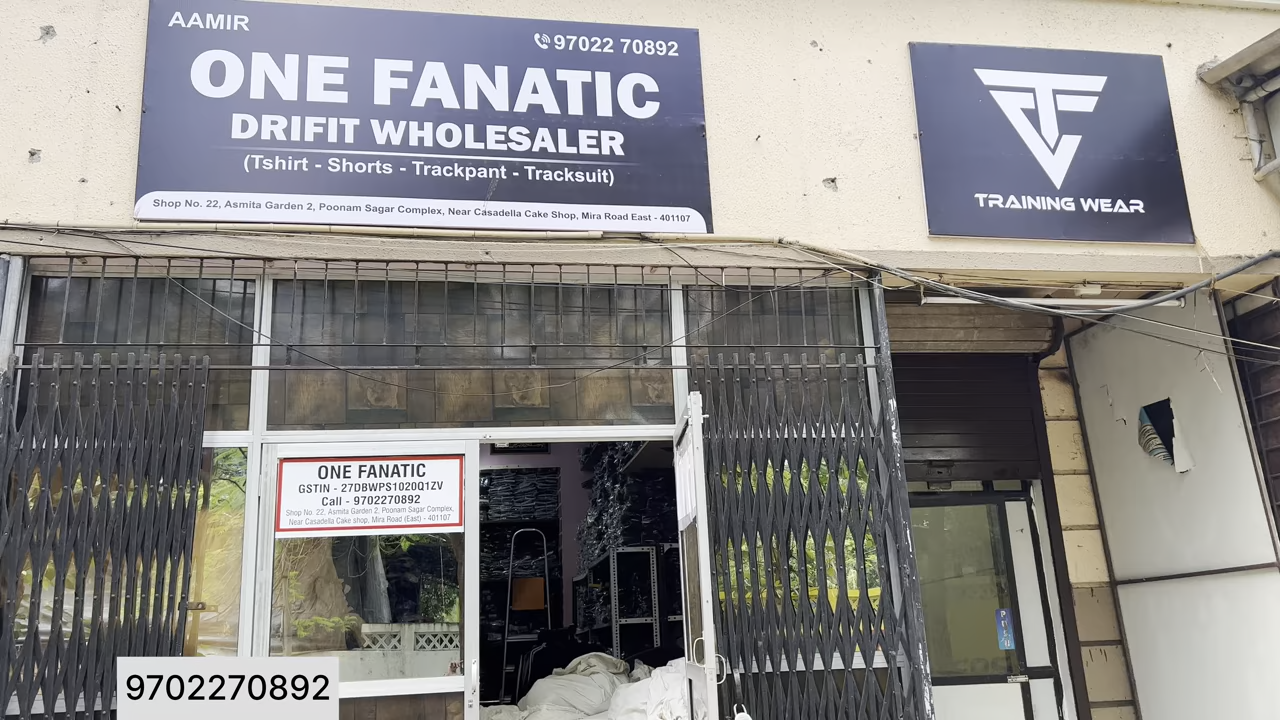 AAMIR
97022 70892
ONE FANATIC
DRIFIT WHOLESALER
(Tshirt - Shorts - Trackpant - Tracksuit)
Shop No. 22, Asmita Garden 2, Poonam Sagar Complex, Near Casadella Cake Shop, Mira Road East - 401107
TRAINING WEAR
ONE FANATIC
GSTIN - 27DBWPS1020Q1ZV
Call - 9702270892
Shop No. 22, Asmita Garden 2, Poonam Sagar Complex,
Near Casadella Cake shop, Mira Road (East) - 401107
9702270892